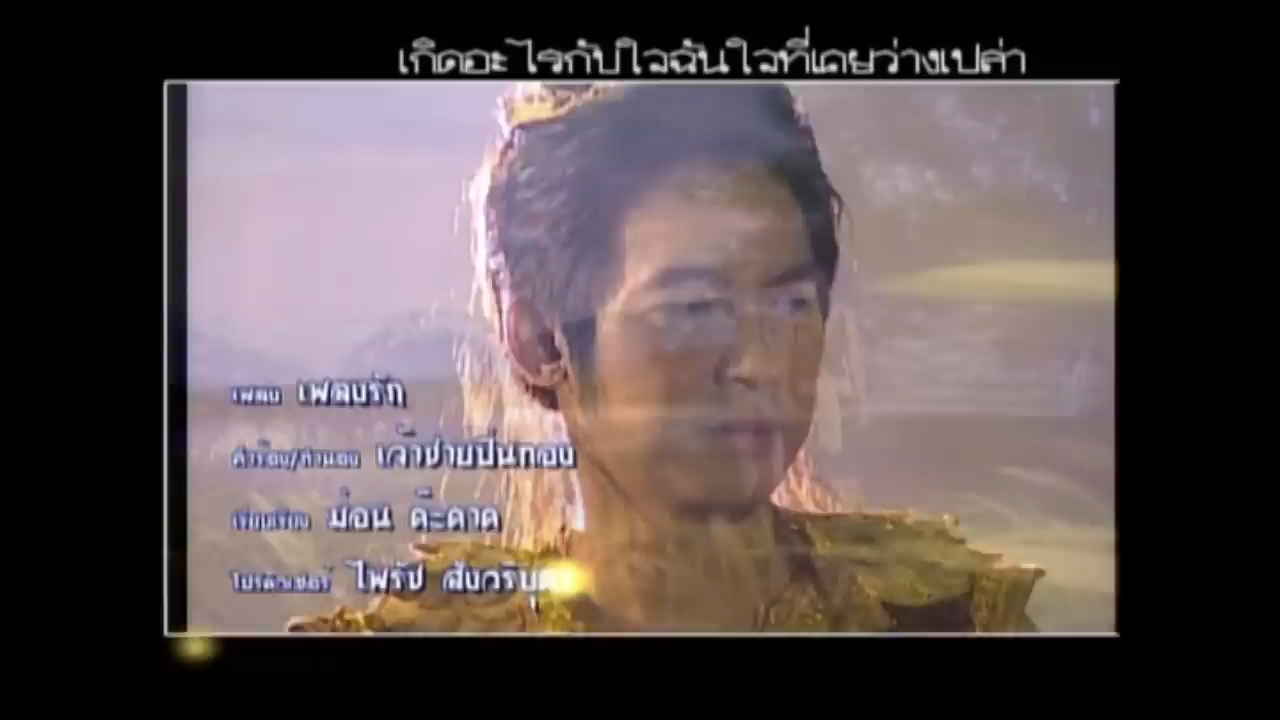 เกิดอะไรกับใจฉันใจที่เคยว่างเปล่า
เพลง เพลงรัก
คำร้อง/ทำนอง เจ้าชายปิ่นทอง
เรียบเรียง ม่อน ต๊ะตาด
โปรดิวเซอร์ ไพรัช